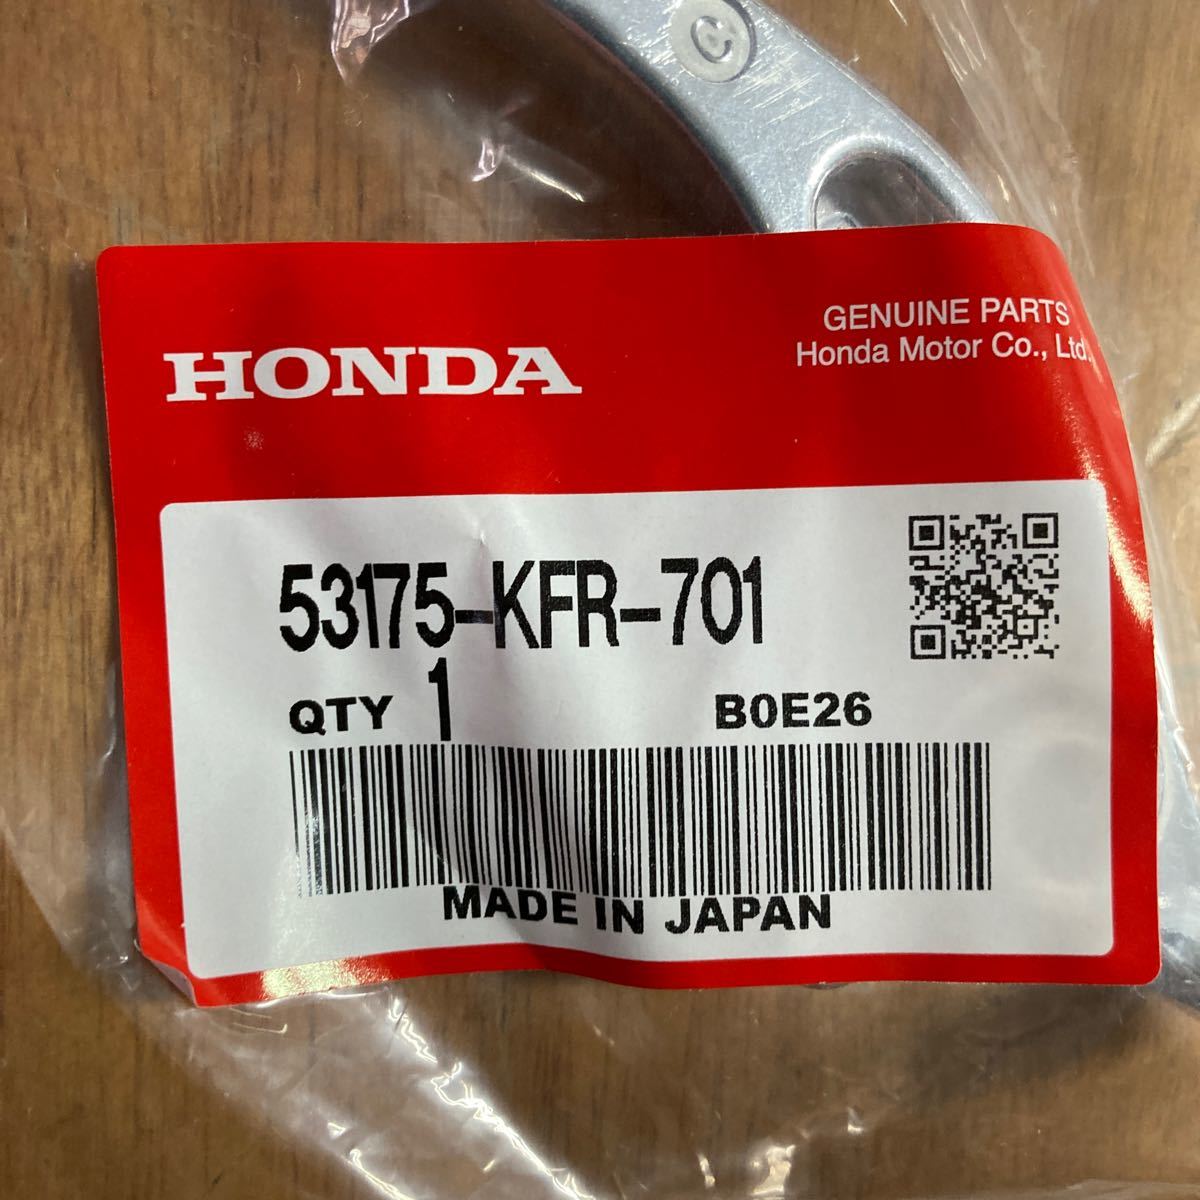 HONDA
GENUINE PARTS
Honda Motor Co., Ltd.
53175-KFR-701
QTY 1
B0E26
MADE IN JAPAN